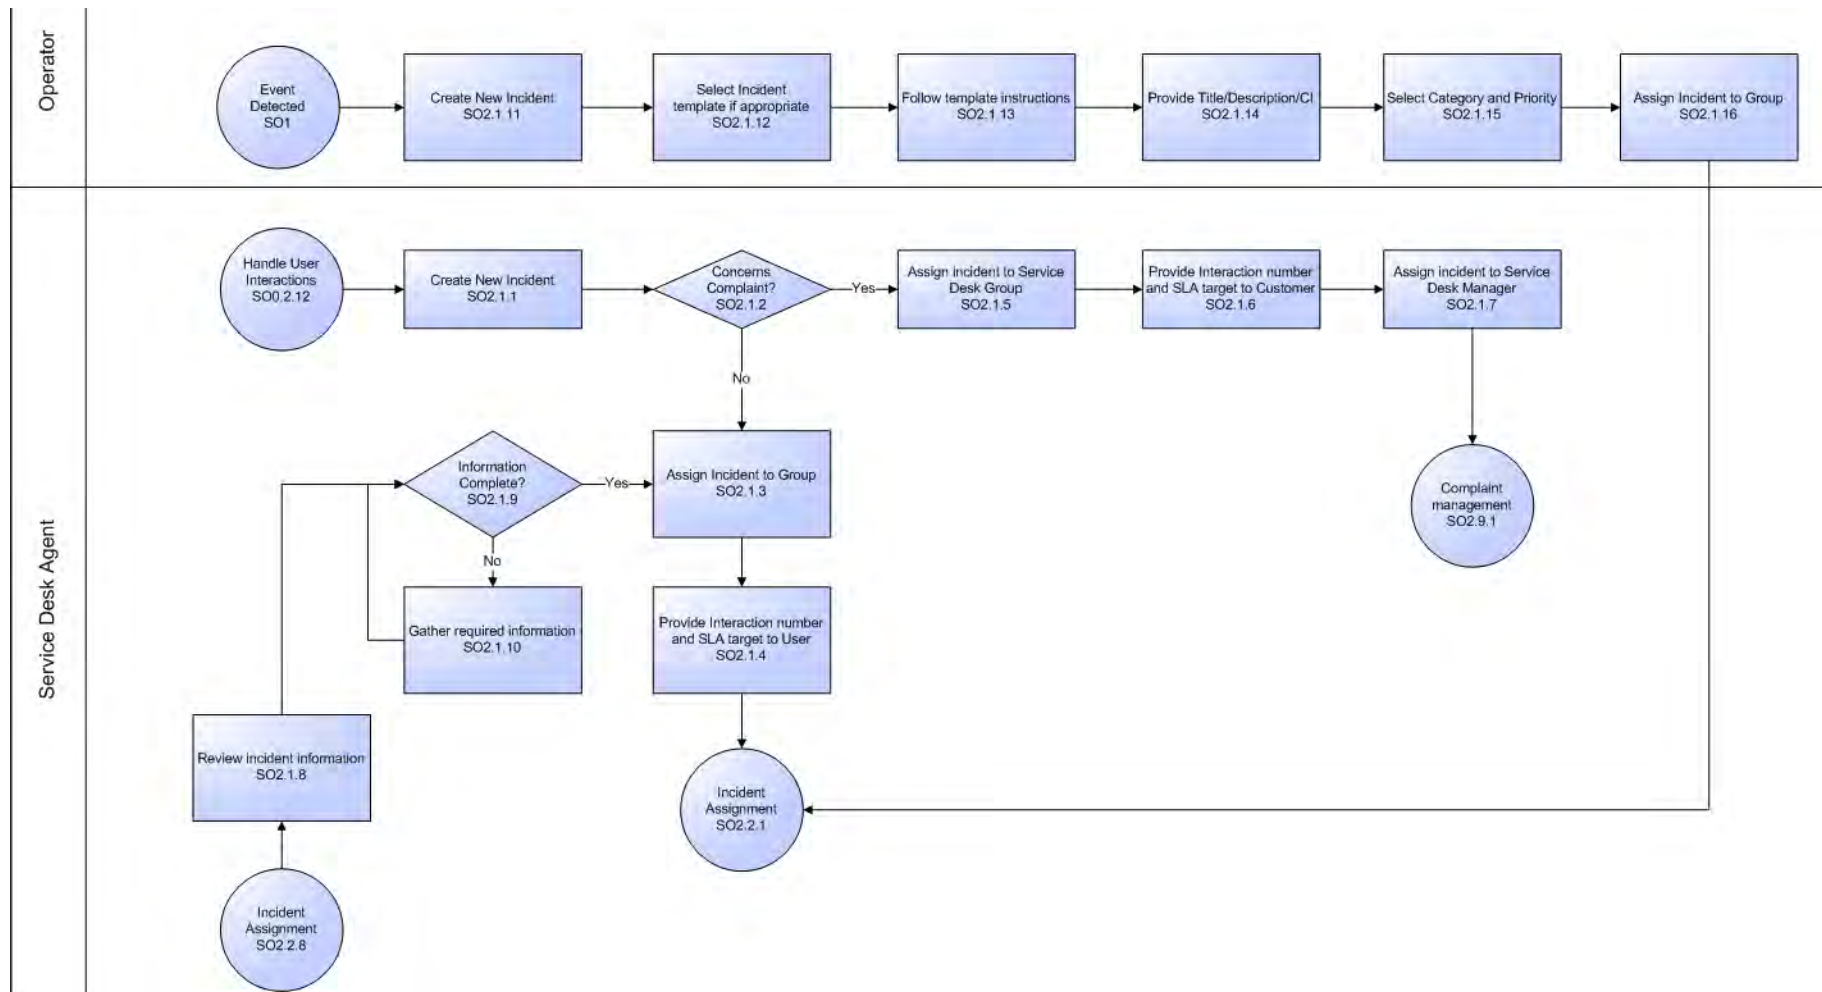 Operator
Event
Detected
SO1
Create New Incident
SO2.1.11
Select Incident
template if appropriate
SO2.1.12
Follow template instructions
SO2.1.13
Provide Title/Description/CI
SO2.1.14
Select Category and Priority
SO2.1.15
Assign Incident to Group
SO2.1.16
Service Desk Agent
Handle User
Interactions
SO0.2.12
Create New Incident
SO2.1.1
Concerns
Complaint?
SO2.1.2
Yes
Assign incident to Service
Desk Group
SO2.1.5
Provide Interaction number
and SLA target to Customer
SO2.1.6
Assign incident to Service
Desk Manager
SO2.1.7
No
Information
Complete?
SO2.1.9
Yes
Assign Incident to Group
SO2.1.3
Complaint
management
SO2.9.1
No
Gather required information
SO2.1.10
Provide Interaction number
and SLA target to User
SO2.1.4
Review incident information
SO2.1.8
Incident
Assignment
SO2.2.1
Incident
Assignment
SO2.2.8